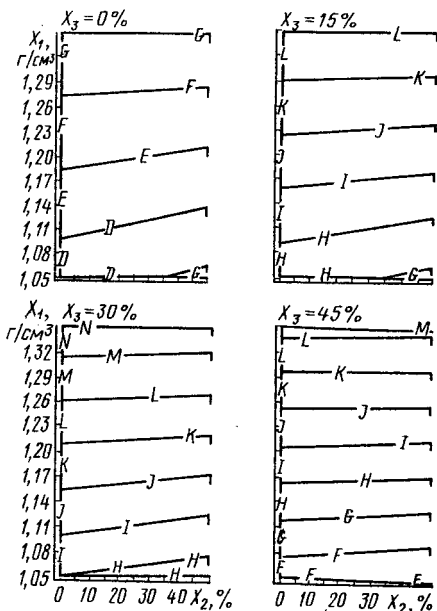 X₃=0%
X₃=15%
X₁,
г/см³
1,29
1,26
1,23
1,20
1,17
1,14
1,11
1,08
1,05
G
G
F
F
E
E
D
D
G
L
L
K
K
J
J
I
I
H
H
H
G
X₁, X₃=30%
г/см³
X₃=45%
1,32
1,29
1,26
1,23
1,20
1,17
1,14
1,11
1,08
1,05
N
N
M
M
L
L
K
K
J
J
I
I
H
H
H
M
L
L
K
K
J
J
I
I
H
H
G
G
F
F
0 10 20 30 40 X₂,%
0 10 20 30 X₂,%